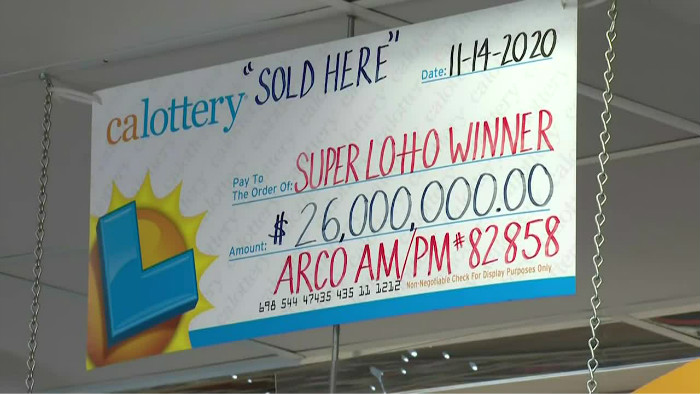 calottery "SOLD HERE" Date: 11-14-2020
Pay To
The Order Of: SUPER LOTTO WINNER
Amount: $ 26,000,000.00
ARCO AM/PM #82858
698 544 47435 435 11 1212 Non-Negotiable Check For Display Purposes Only
L